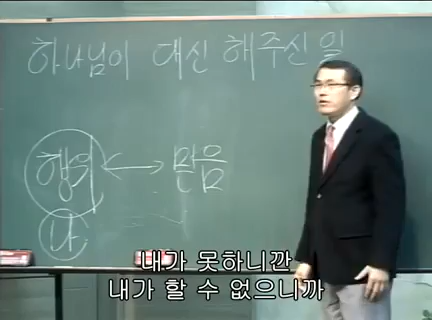 하나님이 대신 해주신 일
행위 ↔ 믿음
나
내가 못하니깐
내가 할 수 없으니까